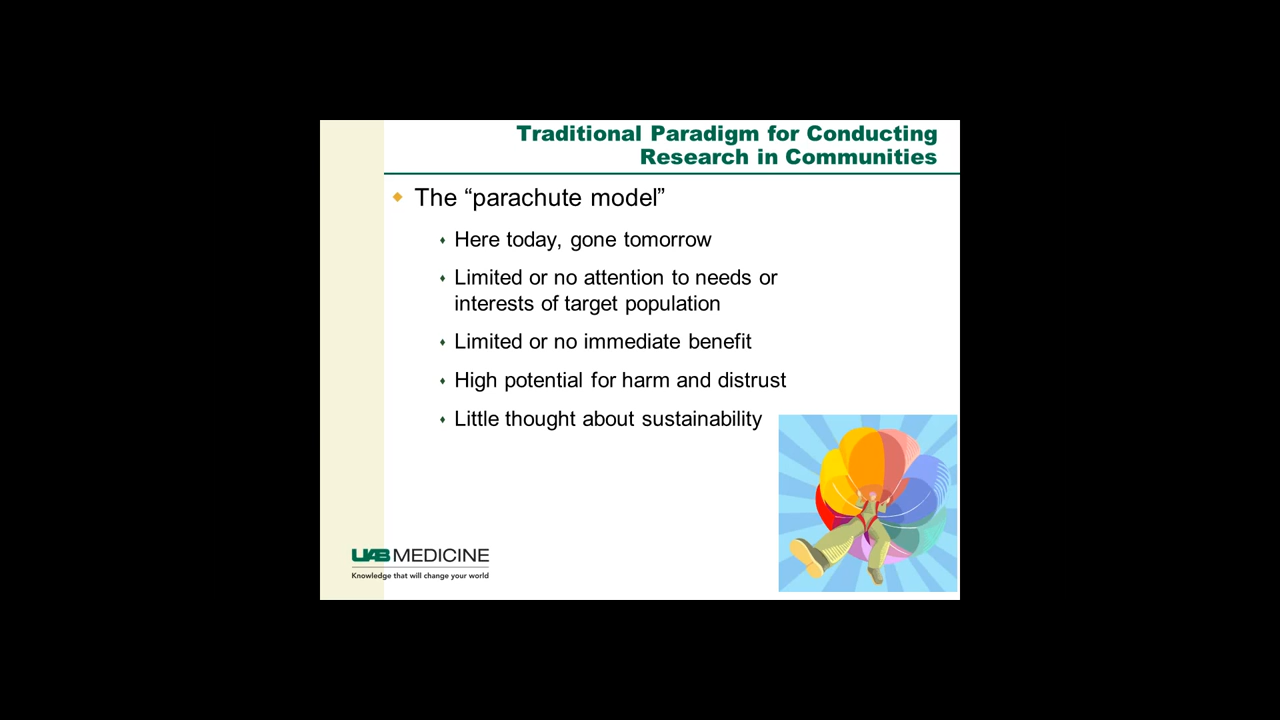 Traditional Paradigm for Conducting
Research in Communities
The “parachute model”
Here today, gone tomorrow
Limited or no attention to needs or
interests of target population
Limited or no immediate benefit
High potential for harm and distrust
Little thought about sustainability
UAB MEDICINE
Knowledge that will change your world